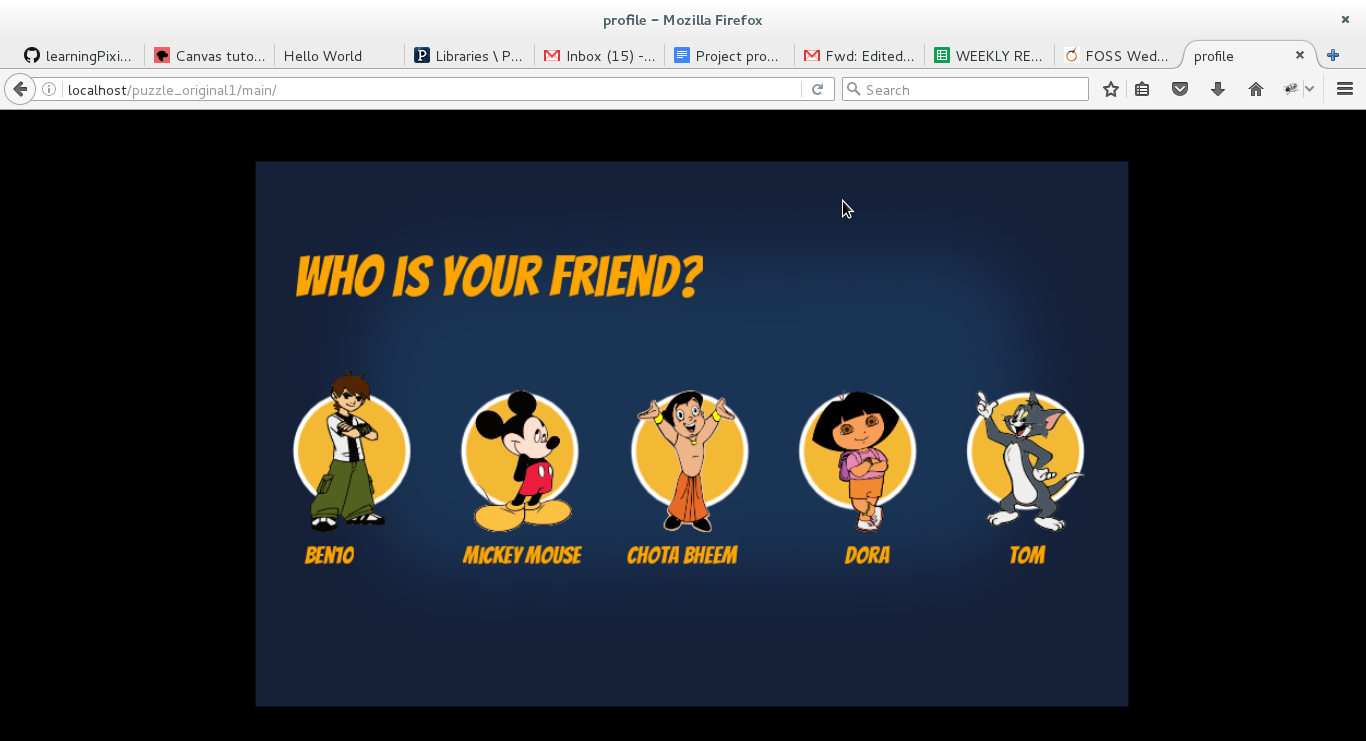 profile – Mozilla Firefox
learningPixi...
Canvas tuto...
Hello World
Libraries \ P...
Inbox (15) -...
Project pro...
Fwd: Edited...
WEEKLY RE...
FOSS Wed...
profile
localhost/puzzle_original1/main/
Search
WHO IS YOUR FRIEND?
BEN10
MICKEY MOUSE
CHOTA BHEEM
DORA
TOM